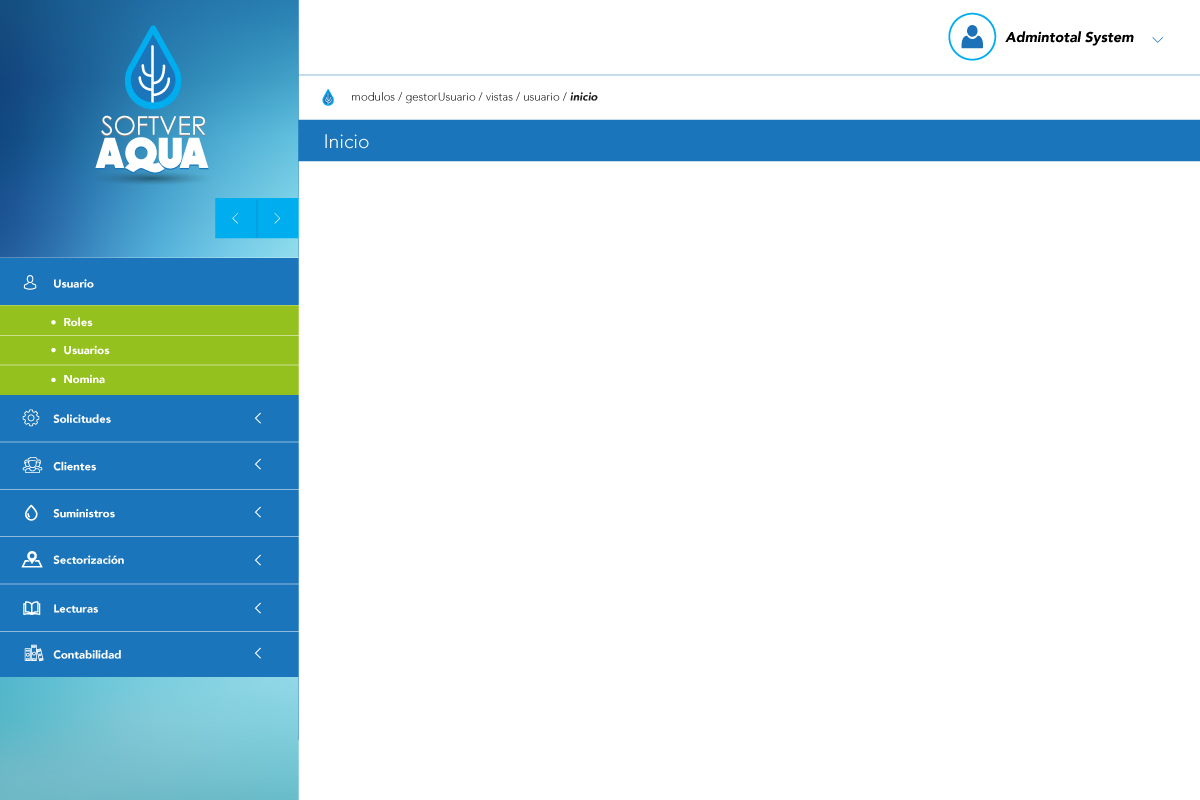 SOFTVER
AQUA
Admintotal System
modulos / gestorUsuario / vistas / usuario / inicio
Inicio
Usuario
• Roles
• Usuarios
• Nomina
Solicitudes
Clientes
Suministros
Sectorización
Lecturas
Contabilidad